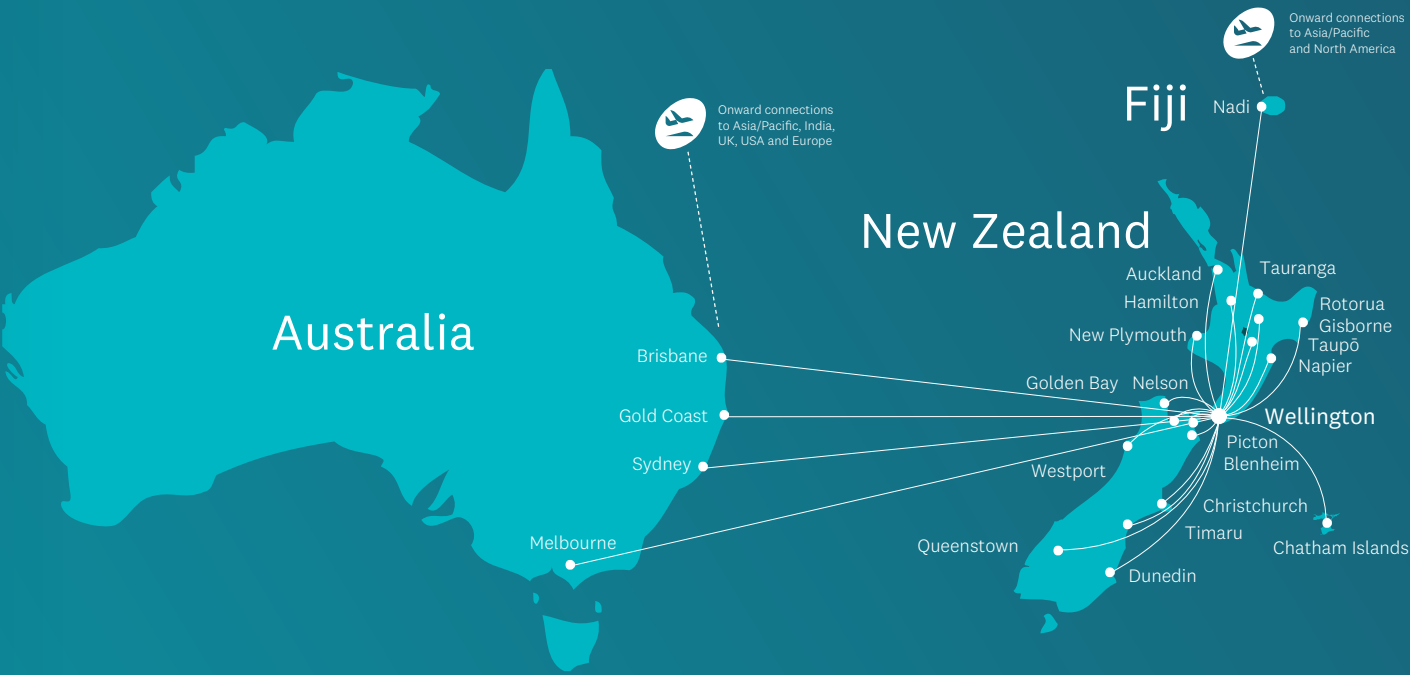 Onward connections
to Asia/Pacific
and North America
Fiji
Nadi
Onward connections
to Asia/Pacific, India,
UK, USA and Europe
New Zealand
Auckland
Tauranga
Hamilton
Rotorua
Gisborne
New Plymouth
Taupō
Napier
Australia
Brisbane
Golden Bay
Nelson
Gold Coast
Wellington
Picton
Sydney
Blenheim
Westport
Christchurch
Timaru
Melbourne
Queenstown
Chatham Islands
Dunedin